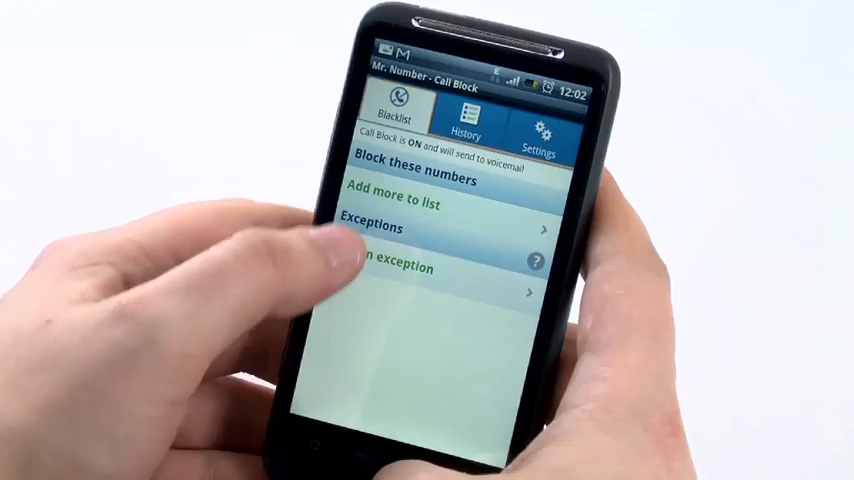 12:02
Mr. Number - Call Block
Blacklist
History
Settings
Call Block is ON and will send to voicemail
Block these numbers
Add more to list
Exceptions
?
exception